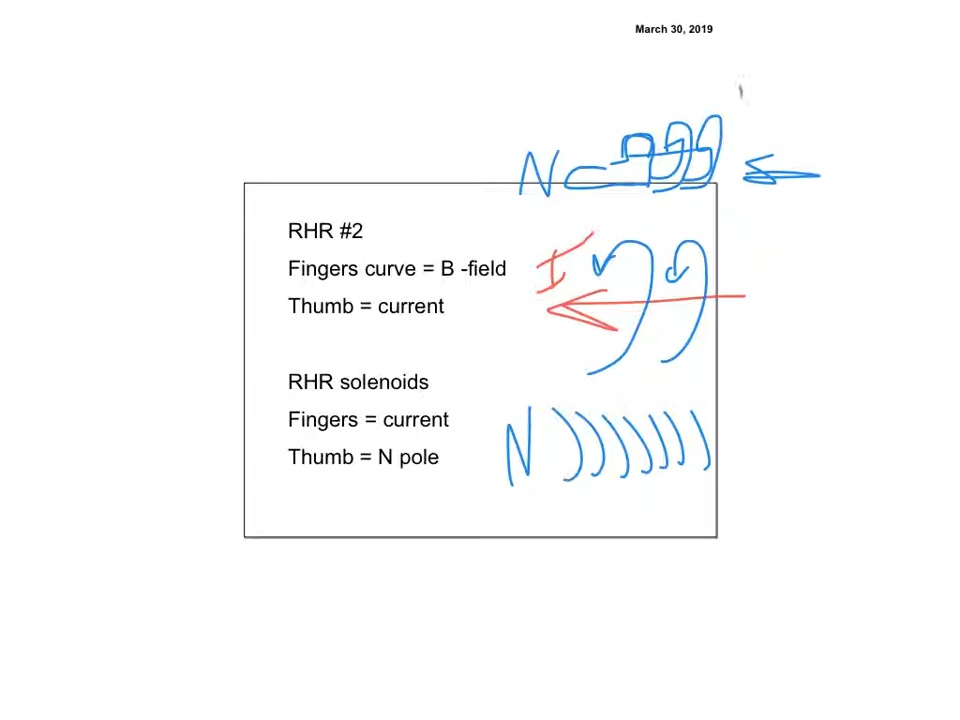 March 30, 2019
N
RHR #2
Fingers curve = B -field
I
Thumb = current
RHR solenoids
Fingers = current
N
Thumb = N pole